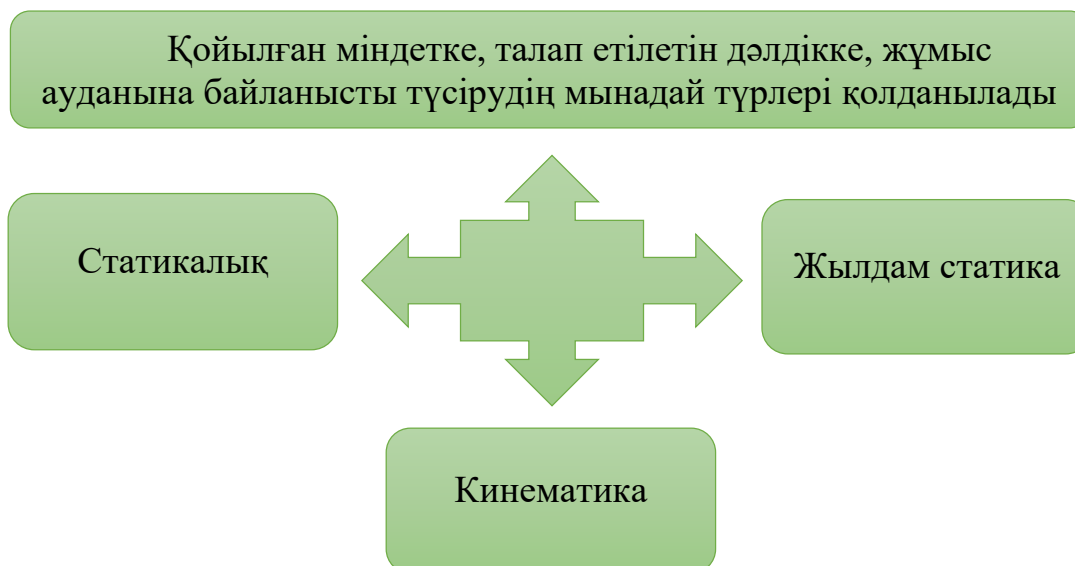 Қойылған міндетке, талап етілетін дәлдікке, жұмыс
ауданына байланысты түсірудің мынадай түрлері қолданылады
Статикалық
Жылдам статика
Кинематика